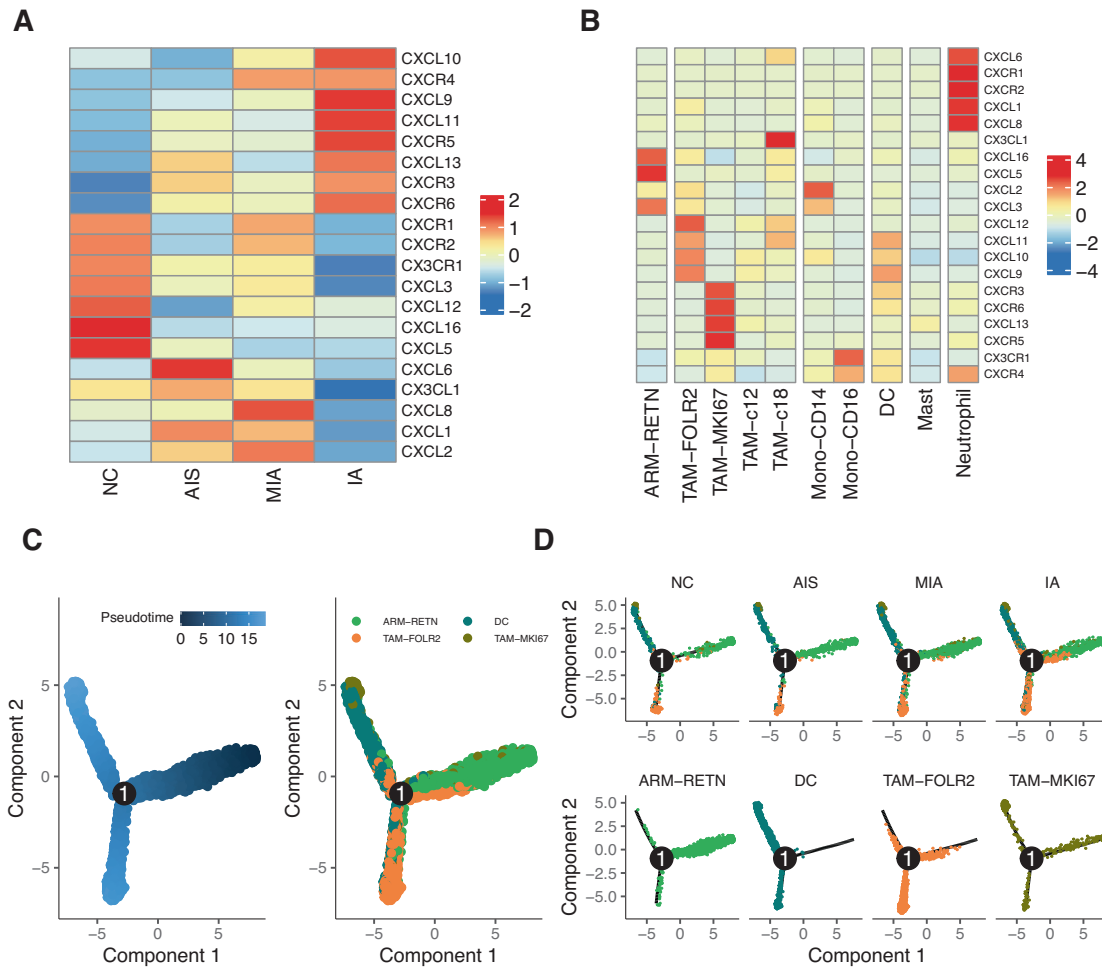 A
CXCL10
CXCR4
CXCL9
CXCL11
CXCR5
CXCL13
CXCR3
CXCR6
CXCR1
CXCR2
CX3CR1
CXCL3
CXCL12
CXCL16
CXCL5
CXCL6
CX3CL1
CXCL8
CXCL1
CXCL2
NC AIS MIA IA
2
1
0
−1
−2
B
CXCL6
CXCR1
CXCR2
CXCL1
CXCL8
CX3CL1
CXCL16
CXCL5
CXCL2
CXCL3
CXCL12
CXCL11
CXCL10
CXCL9
CXCR3
CXCR6
CXCL13
CXCR5
CX3CR1
CXCR4
ARM−RETN TAM−FOLR2 TAM−MKI67 TAM−c12 TAM−c18 Mono−CD14 Mono−CD16 DC Mast Neutrophil
4
2
0
−2
−4
C
Pseudotime
0 5 10 15
Component 2
5
0
−5
1
−5 0 5
Component 1
ARM−RETN DC
TAM−FOLR2 TAM−MKI67
Component 2
5
0
−5
1
−5 0 5
Component 1
D
NC AIS MIA IA
Component 2
5.0
2.5
0.0
−2.5
−5.0
1 1 1 1
−5 0 5 −5 0 5 −5 0 5 −5 0 5
ARM−RETN DC TAM−FOLR2 TAM−MKI67
Component 2
5.0
2.5
0.0
−2.5
−5.0
1 1 1 1
−5 0 5 −5 0 5 −5 0 5 −5 0 5
Component 1